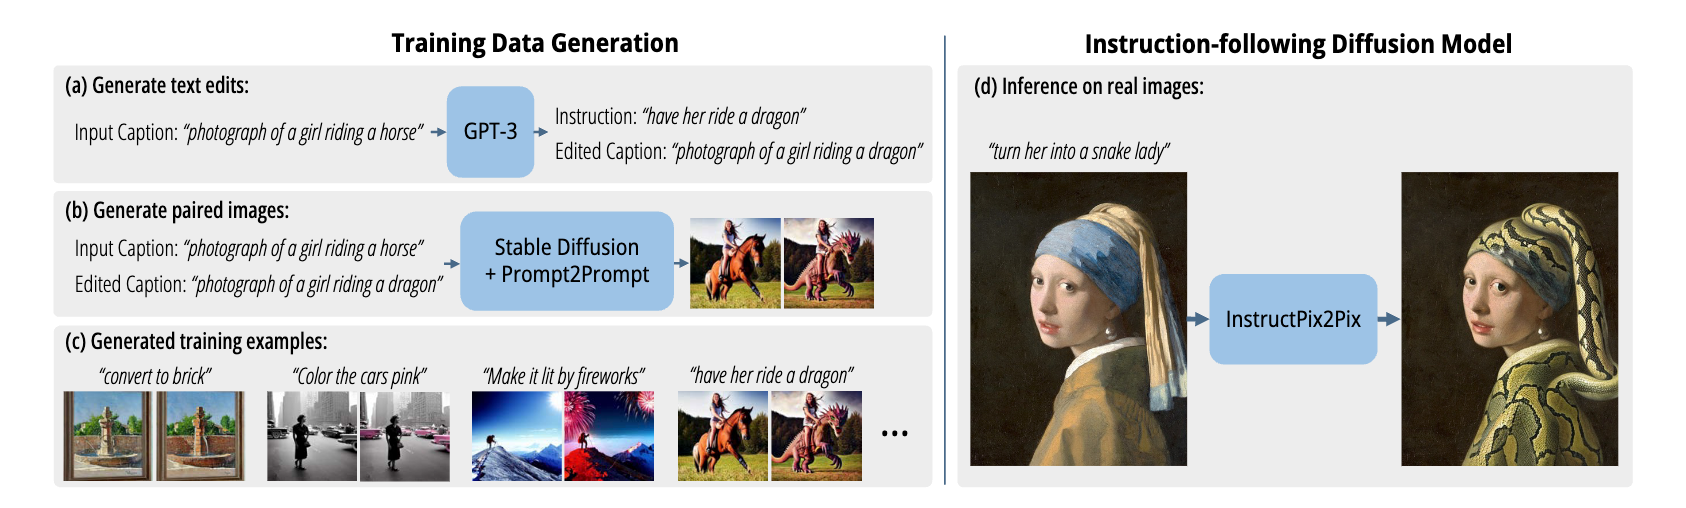 Training Data Generation
(a) Generate text edits:
Input Caption: “photograph of a girl riding a horse”
GPT-3
Instruction: “have her ride a dragon”
Edited Caption: “photograph of a girl riding a dragon”
(b) Generate paired images:
Input Caption: “photograph of a girl riding a horse”
Edited Caption: “photograph of a girl riding a dragon”
Stable Diffusion
+ Prompt2Prompt
(c) Generated training examples:
“convert to brick”
“Color the cars pink”
“Make it lit by fireworks”
“have her ride a dragon”
...
Instruction-following Diffusion Model
(d) Inference on real images:
“turn her into a snake lady”
InstructPix2Pix